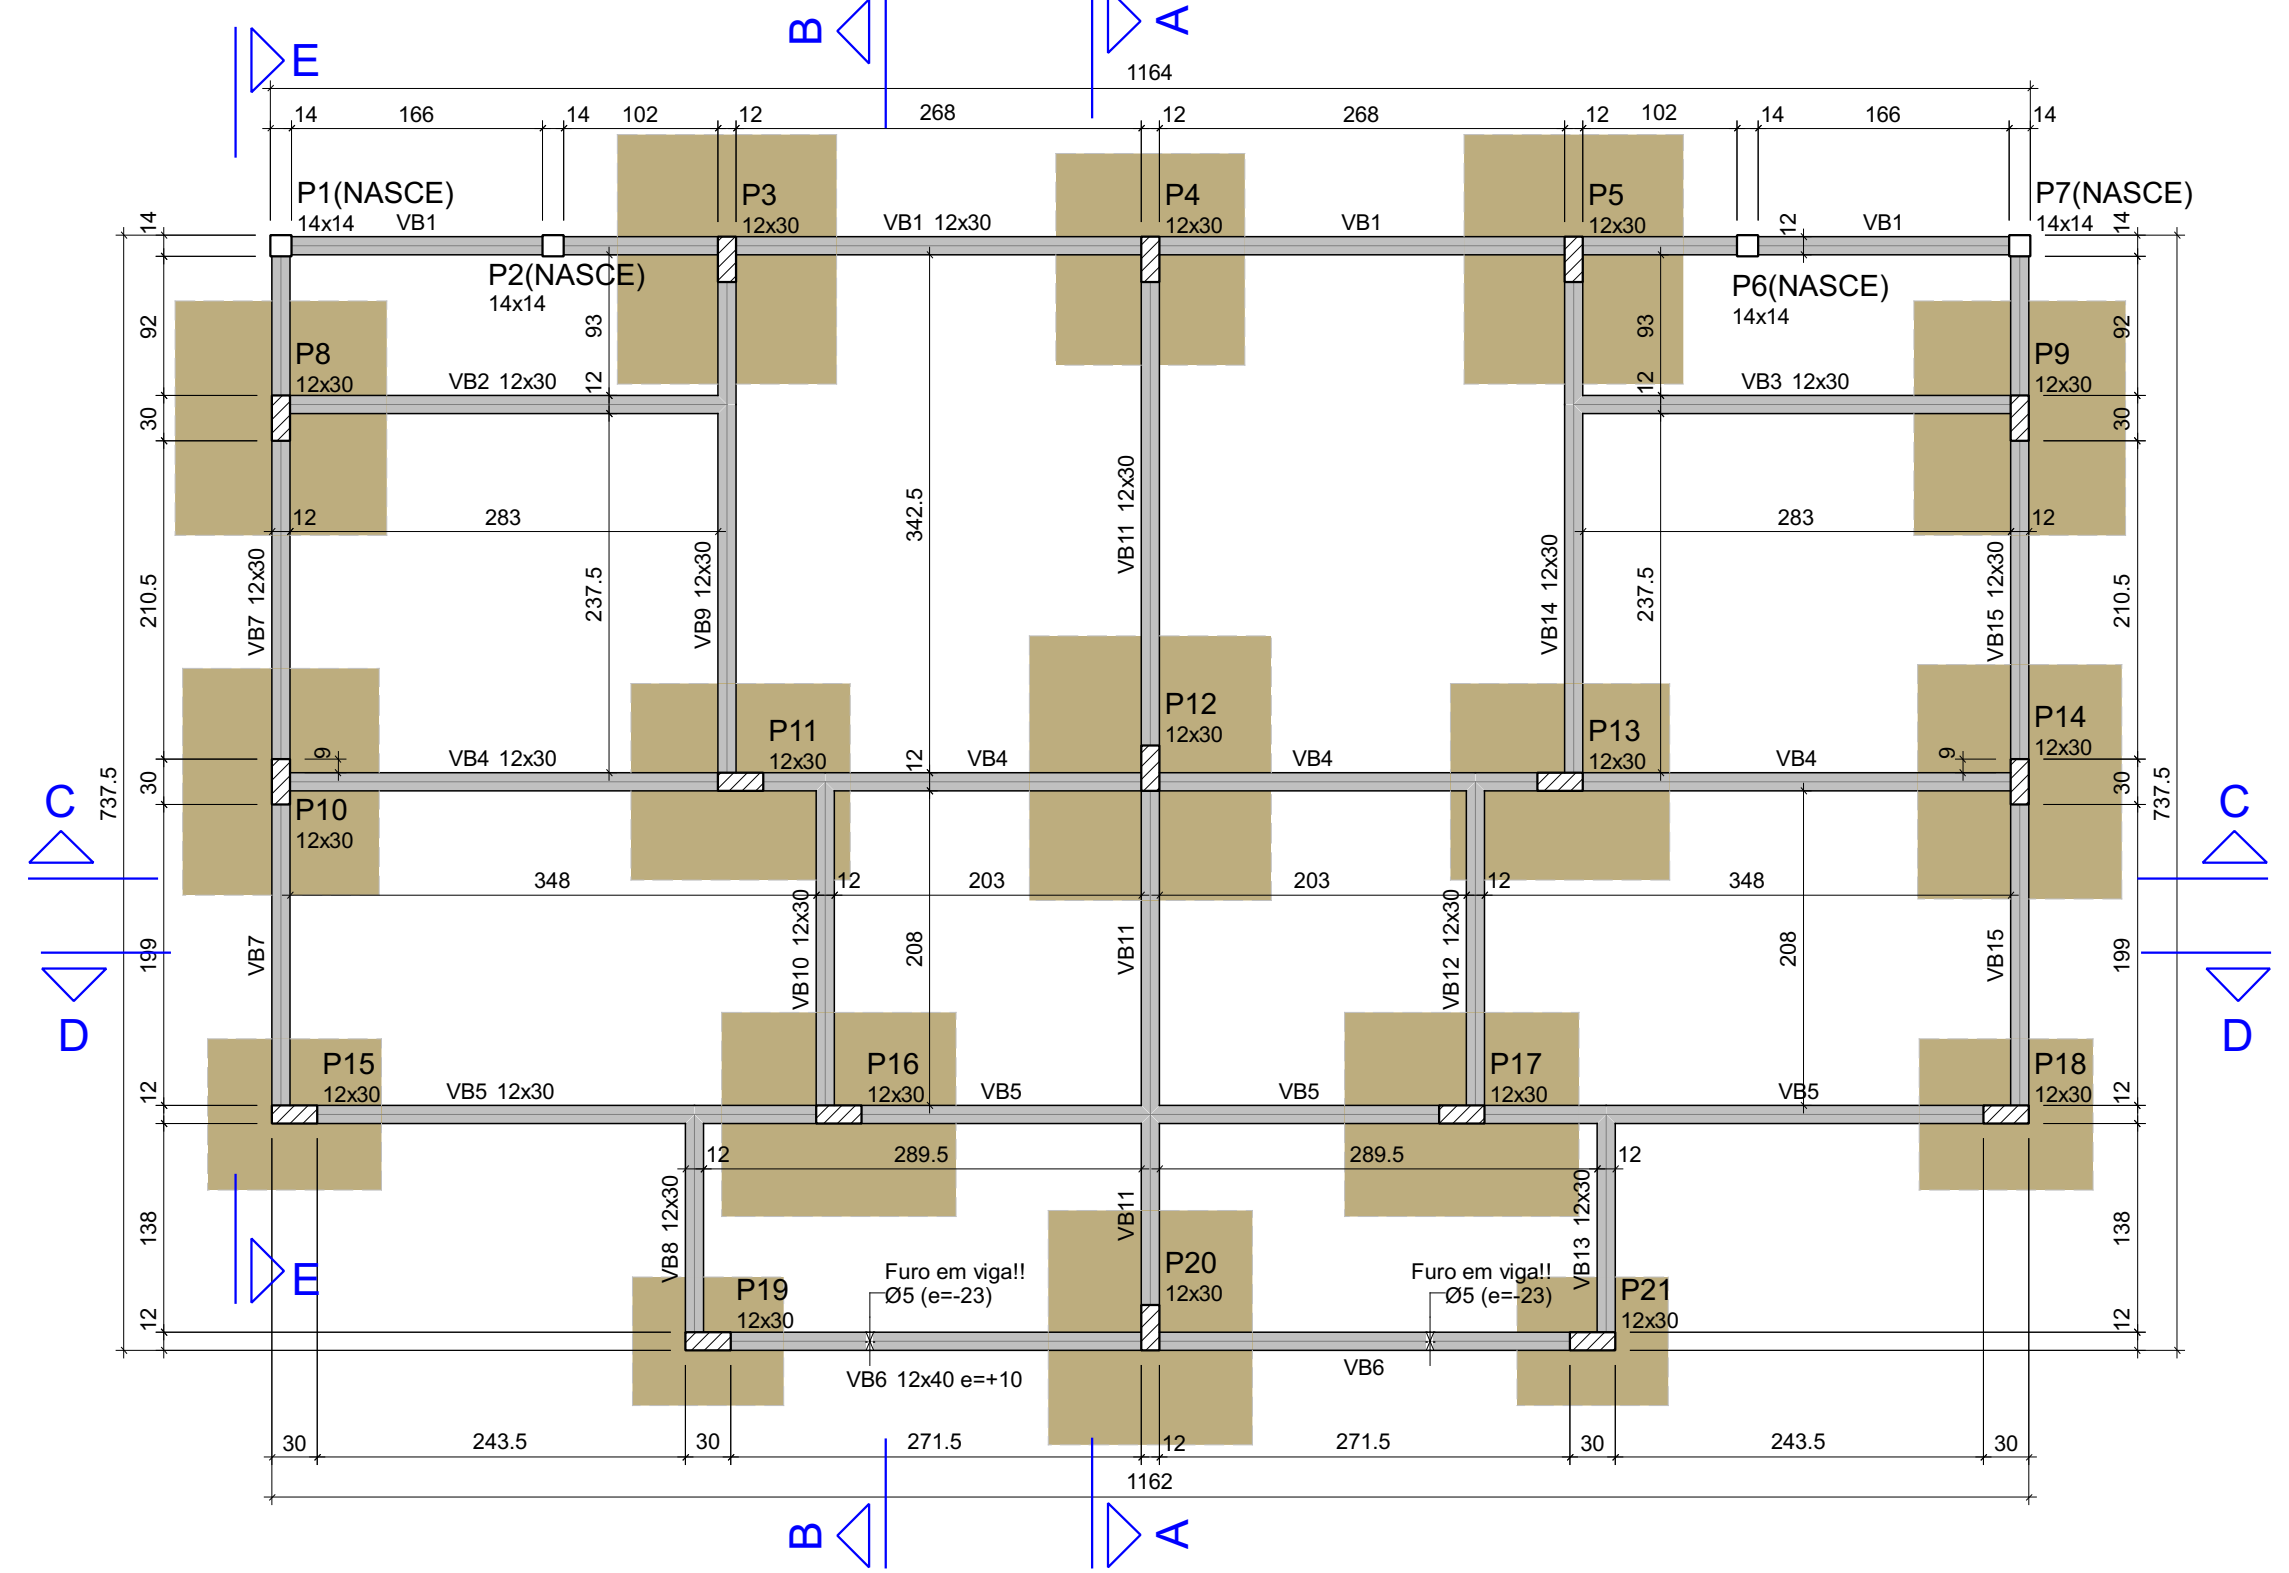 B
A
E
1164
14 166 14 102 12 268 12 268 12 102 14 166 14
P1(NASCE)
14x14
VB1
P3
12x30
VB1 12x30
P4
12x30
VB1
P5
12x30
12
VB1
P7(NASCE)
14x14
14
14
P2(NASCE)
14x14
P6(NASCE)
14x14
92
93
93
92
P8
12x30
VB2 12x30
12
12
VB3 12x30
P9
12x30
30
30
12 283
283 12
342.5
VB11 12x30
210.5
VB7 12x30
237.5
VB9 12x30
VB14 12x30
237.5
VB15 12x30
210.5
P10
12x30
9
VB4 12x30
P11
12x30
VB4
12
P12
12x30
VB4
P13
12x30
VB4
9
P14
12x30
30
30
737.5
737.5
C
C
348 12 203 203 12 348
199
VB7
VB10 12x30
208
VB11
VB12 12x30
208
VB15
199
D
D
P15
12x30
VB5 12x30
P16
12x30
VB5
VB5
P17
12x30
VB5
P18
12x30
12
12
12 289.5 289.5 12
138
VB8 12x30
VB11
VB13 12x30
138
E
P19
12x30
Furo em viga!!
Ø5 (e=-23)
P20
12x30
Furo em viga!!
Ø5 (e=-23)
P21
12x30
12
12
VB6 12x40 e=+10
VB6
30 243.5 30 271.5 12 271.5 30 243.5 30
1162
B
A